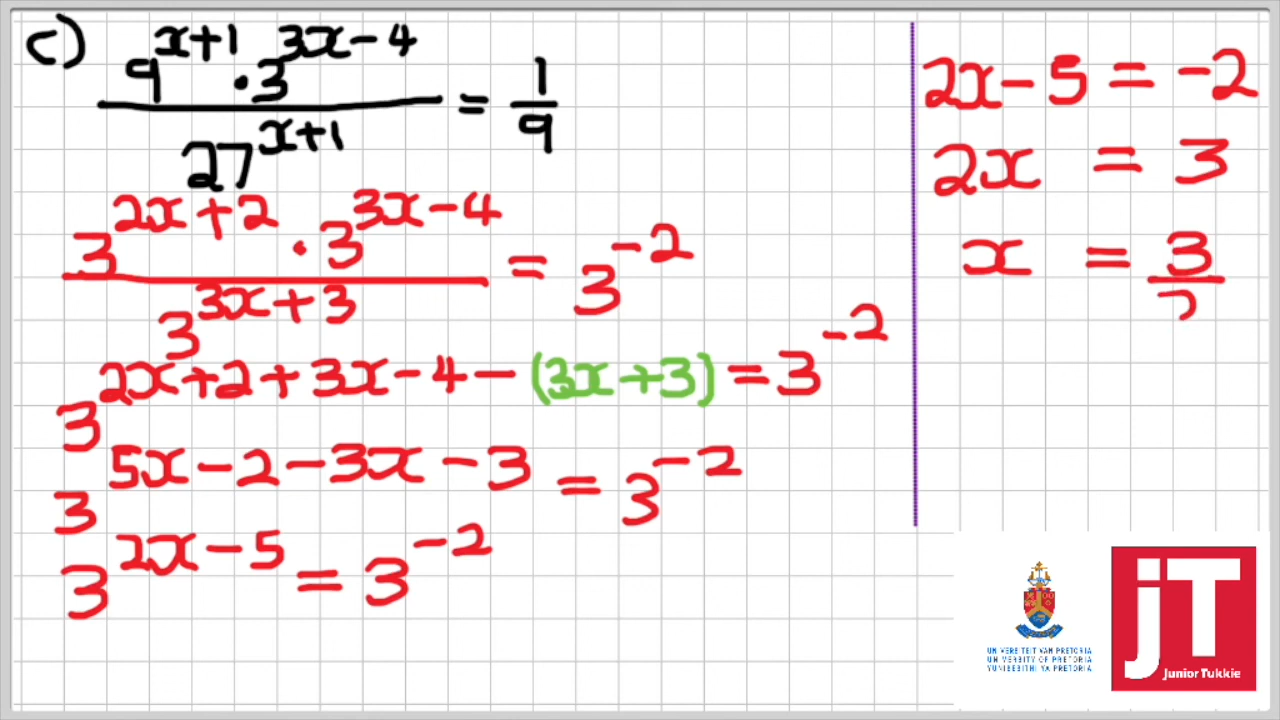 c) 9^(x+1) · 3^(3x−4) / 27^(x+1) = 1/9
3^(2x+2) · 3^(3x−4) / 3^(3x+3) = 3^(−2)
3^(2x+2+3x−4−(3x+3)) = 3^(−2)
3^(5x−2−3x−3) = 3^(−2)
3^(2x−5) = 3^(−2)
2x−5 = −2
2x = 3
x = 3/2
UNIVERSITEIT VAN PRETORIA
UNIVERSITY OF PRETORIA
YUNIBESITHI YA PRETORIA
jT
Junior Tukkie